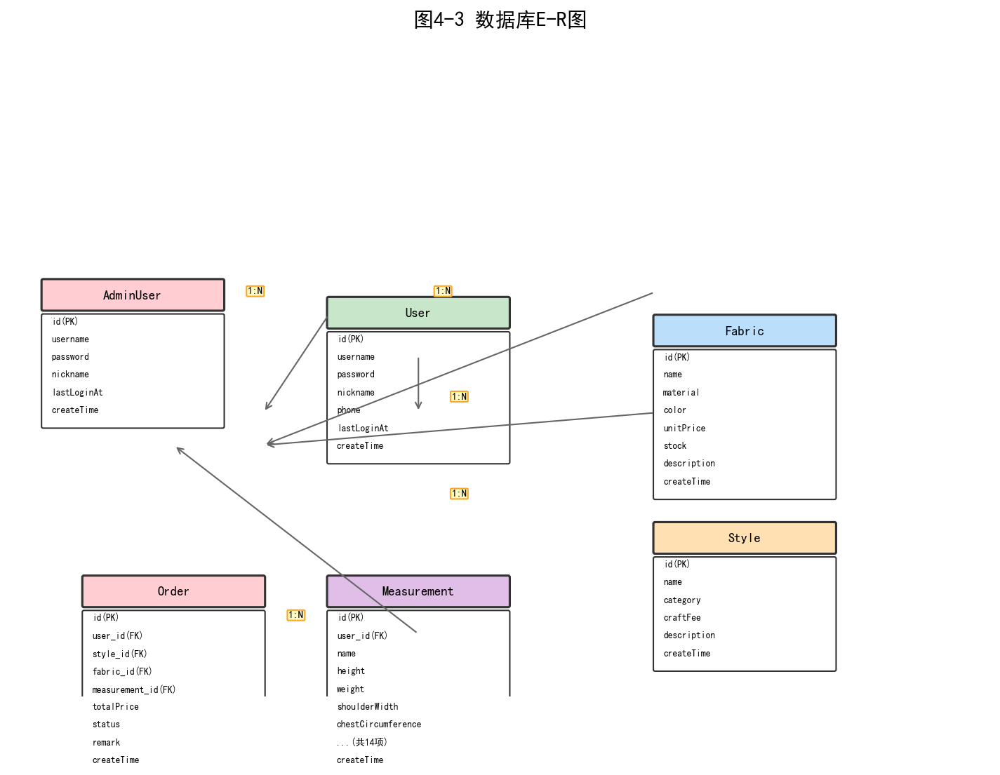 图4-3 数据库E-R图
AdminUser
id(PK)
username
password
nickname
lastLoginAt
createTime
1:N
1:N
User
id(PK)
username
password
nickname
phone
lastLoginAt
createTime
1:N
1:N
Fabric
id(PK)
name
material
color
unitPrice
stock
description
createTime
Style
id(PK)
name
category
craftFee
description
createTime
Order
id(PK)
user_id(FK)
style_id(FK)
fabric_id(FK)
measurement_id(FK)
totalPrice
status
remark
createTime
1:N
Measurement
id(PK)
user_id(FK)
name
height
weight
shoulderWidth
chestCircumference
...(共14项)
createTime